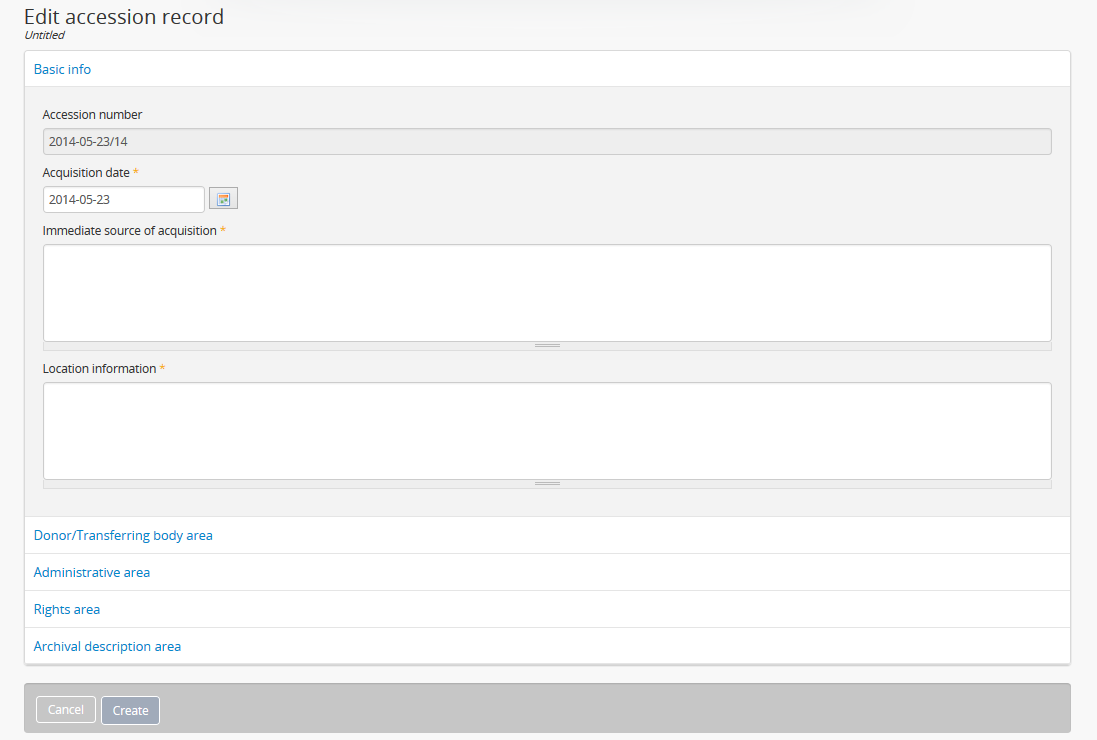 Edit accession record
Untitled
Basic info
Accession number
2014-05-23/14
Acquisition date *
2014-05-23
Immediate source of acquisition *
Location information *
Donor/Transferring body area
Administrative area
Rights area
Archival description area
Cancel Create